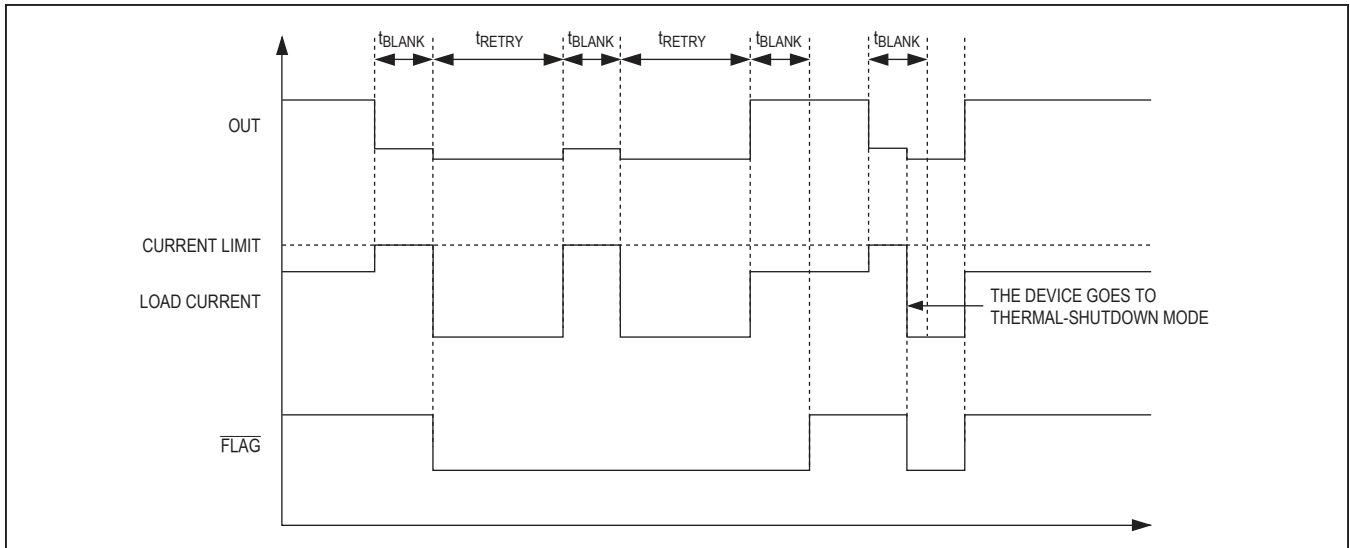 tBLANK tRETRY tBLANK tRETRY tBLANK tBLANK
OUT
CURRENT LIMIT
LOAD CURRENT
THE DEVICE GOES TO
THERMAL-SHUTDOWN MODE
FLAG